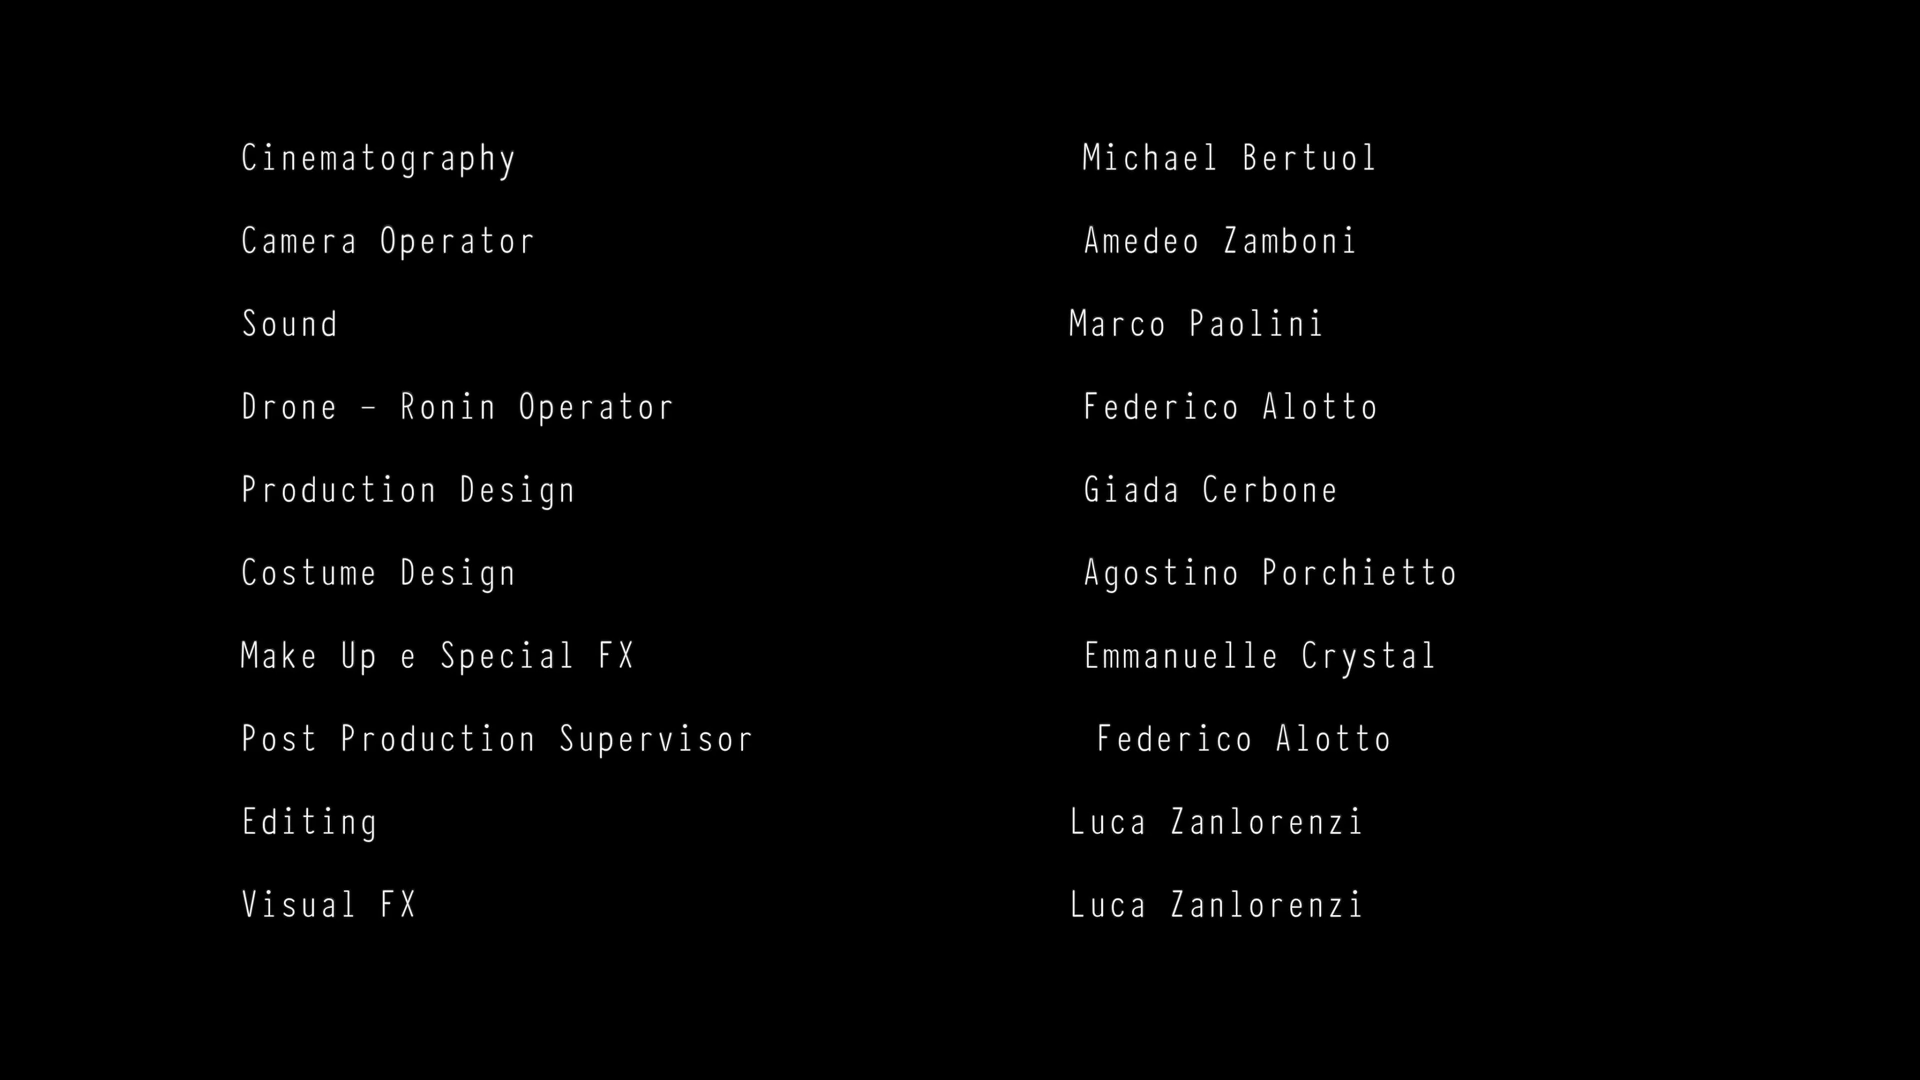 Cinematography Michael Bertuol
Camera Operator Amedeo Zamboni
Sound Marco Paolini
Drone – Ronin Operator Federico Alotto
Production Design Giada Cerbone
Costume Design Agostino Porchietto
Make Up e Special FX Emmanuelle Crystal
Post Production Supervisor Federico Alotto
Editing Luca Zanlorenzi
Visual FX Luca Zanlorenzi